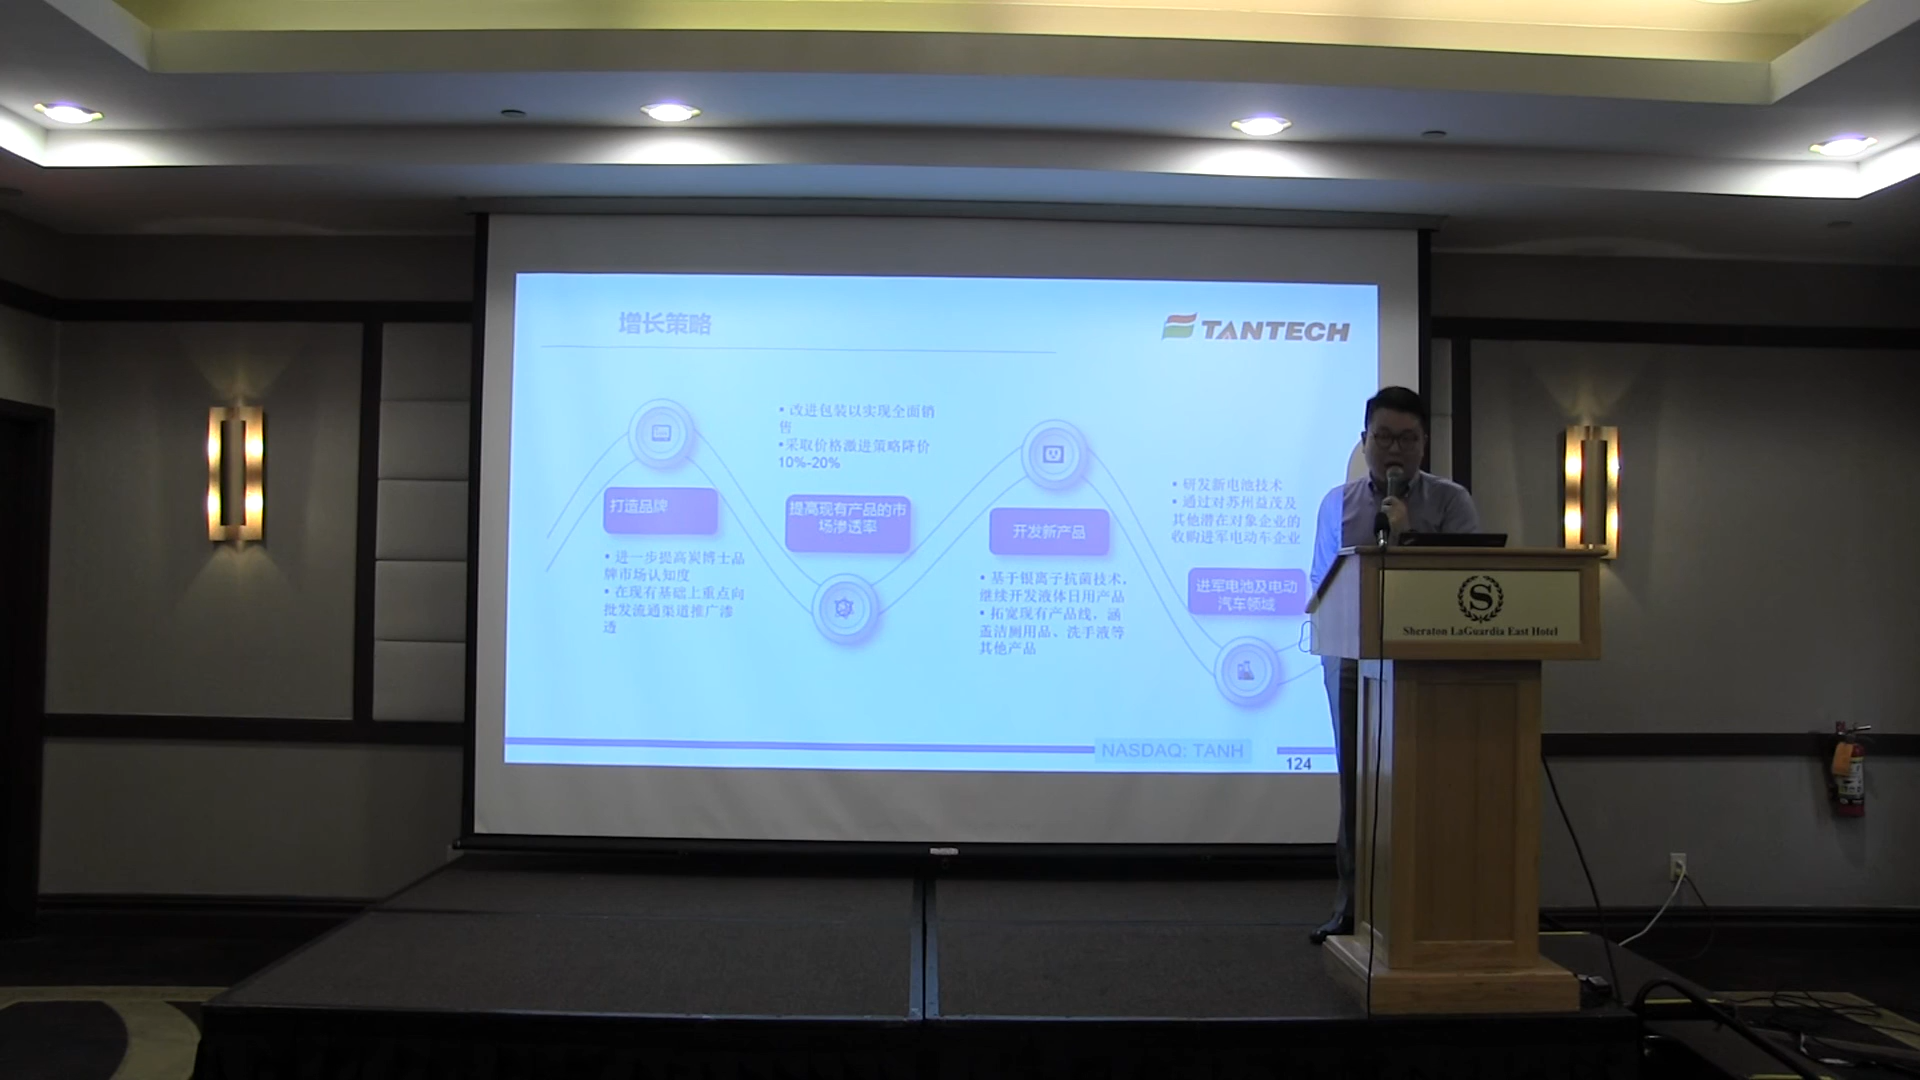 增长策略
TANTECH
打造品牌
• 进一步提高炭博士品
牌市场认知度
• 在现有基础上重点向
批发流通渠道推广渗
透
• 改进包装以实现全面销
售
•采取价格激进策略降价
10%-20%
提高现有产品的市
场渗透率
开发新产品
• 基于银离子抗菌技术，
继续开发液体日用产品
• 拓宽现有产品线，涵
盖洁厕用品、洗手液等
其他产品
• 研发新电池技术
• 通过对苏州益茂及
其他潜在对象企业的
收购进军电动车企业
进军电池及电动
汽车领域
NASDAQ: TANH
124
S
Sheraton LaGuardia East Hotel